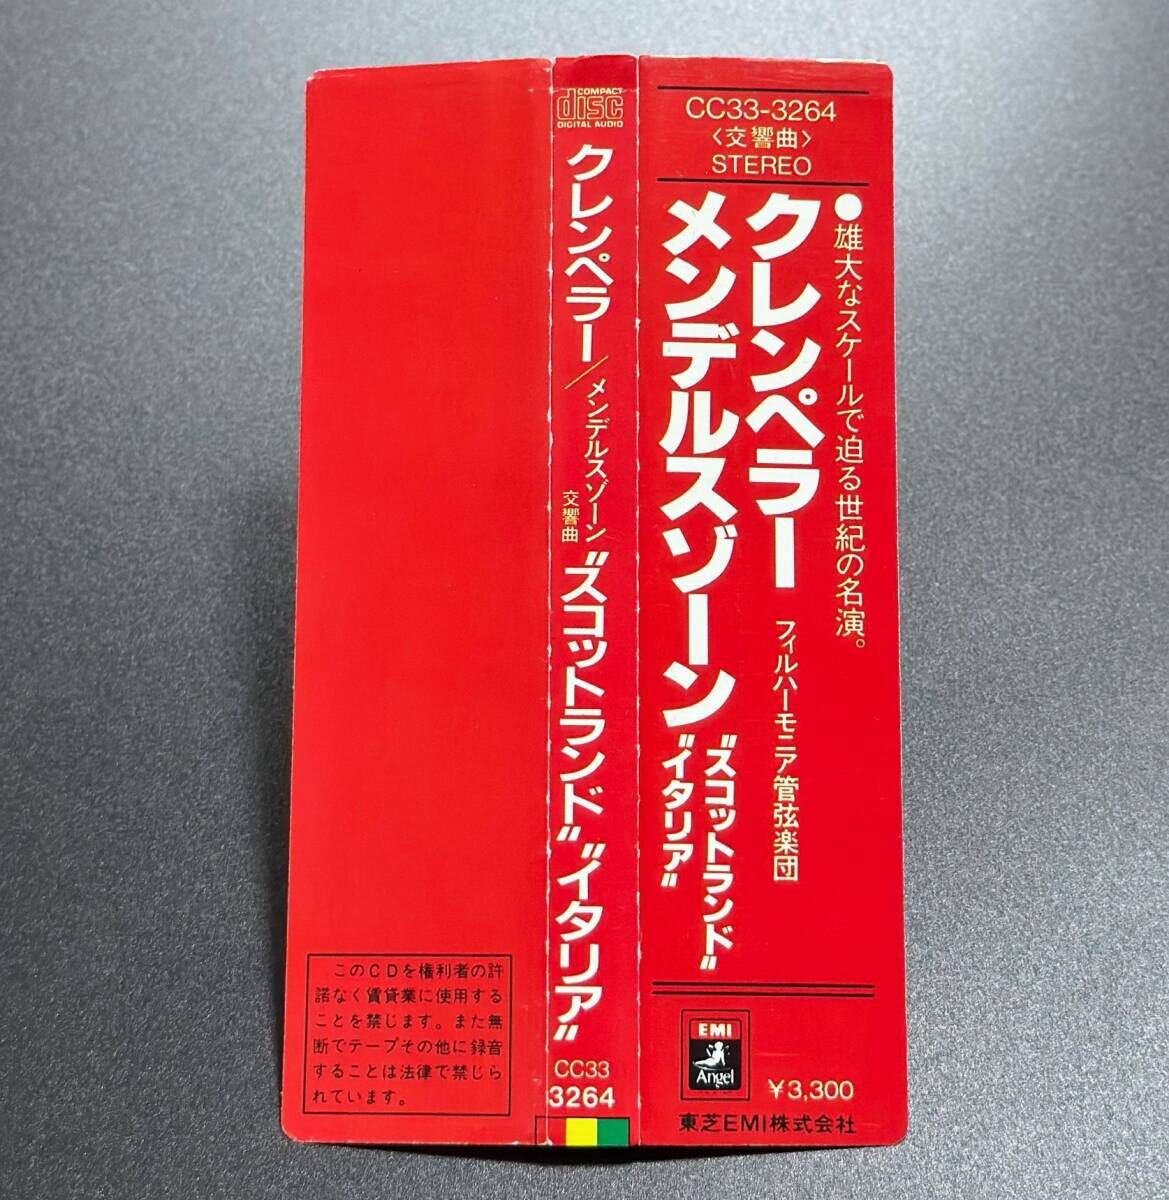 CC33-3264
〈交響曲〉
STEREO
●雄大なスケールで迫る世紀の名演。
クレンペラー
フィルハーモニア管弦楽団
メンデルスゾーン
"スコットランド"
"イタリア"
EMI
Angel
¥3,300
東芝EMI株式会社
COMPACT
disc
DIGITAL AUDIO
クレンペラー/メンデルスゾーン
交響曲
"スコットランド""イタリア"
CC33
3264
このCDを権利者の許
諾なく賃貸業に使用する
ことを禁じます。また無
断でテープその他に録音
することは法律で禁じら
れています。